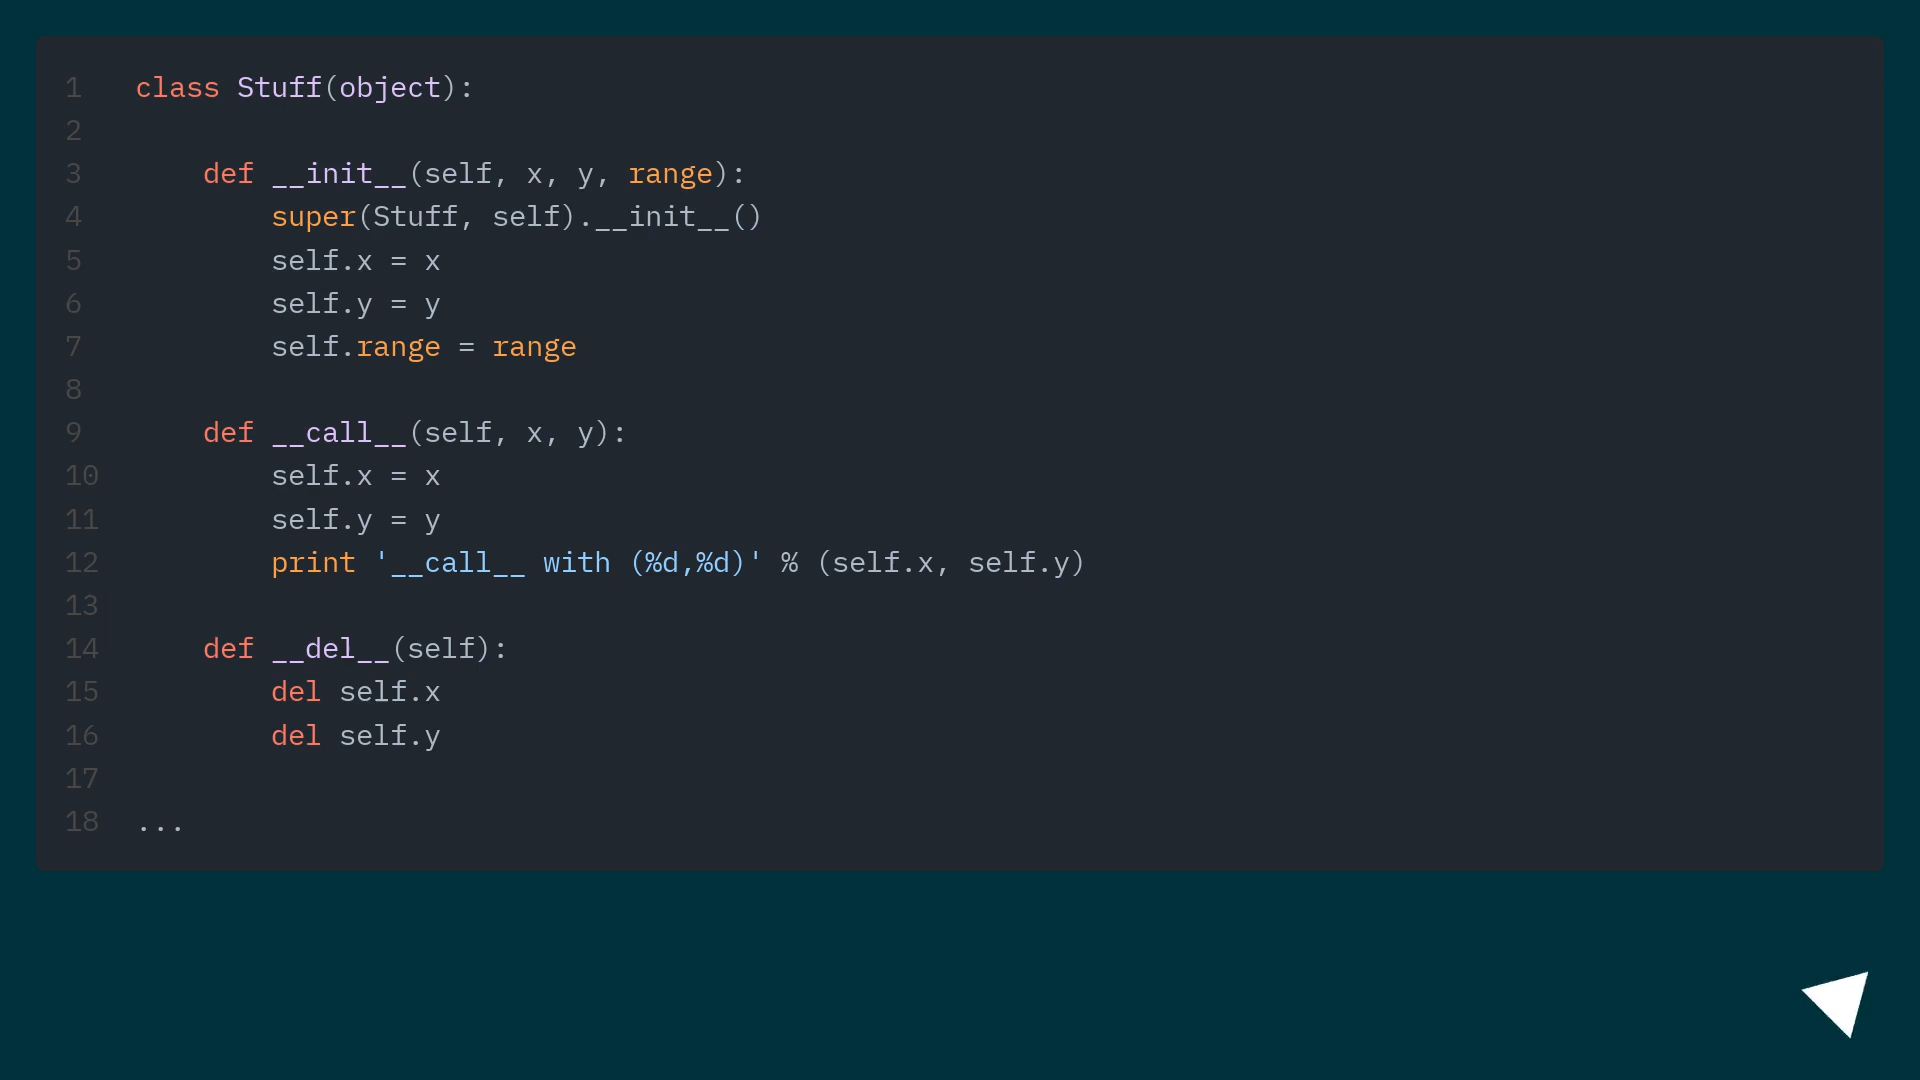 1 class Stuff(object):
2
3     def __init__(self, x, y, range):
4         super(Stuff, self).__init__()
5         self.x = x
6         self.y = y
7         self.range = range
8
9     def __call__(self, x, y):
10         self.x = x
11         self.y = y
12         print '__call__ with (%d,%d)' % (self.x, self.y)
13
14     def __del__(self):
15         del self.x
16         del self.y
17
18 ...